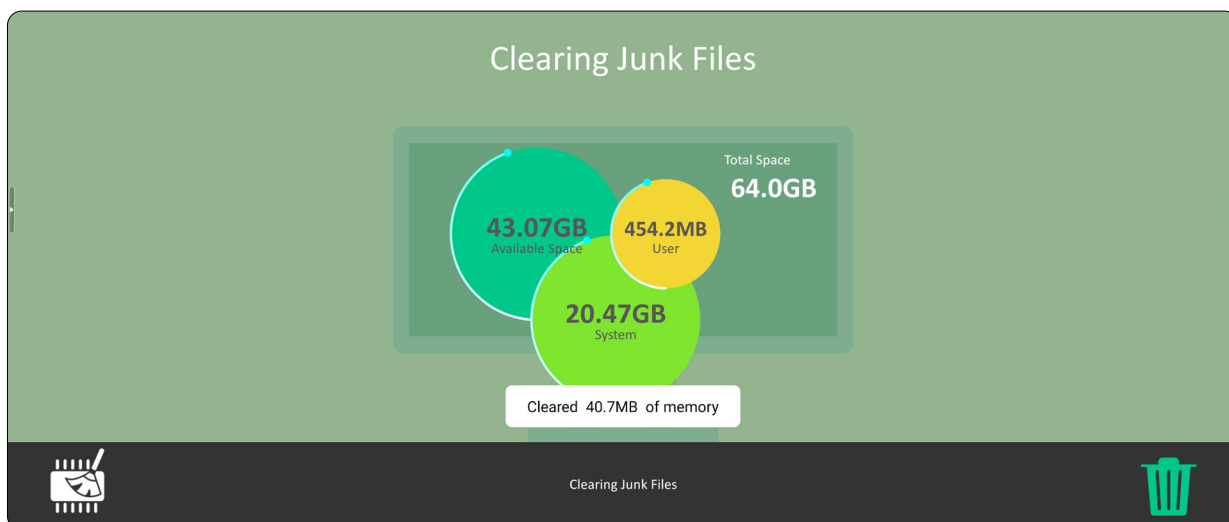 Clearing Junk Files
Total Space
64.0GB
43.07GB
Available Space
454.2MB
User
20.47GB
System
Cleared 40.7MB of memory
Clearing Junk Files